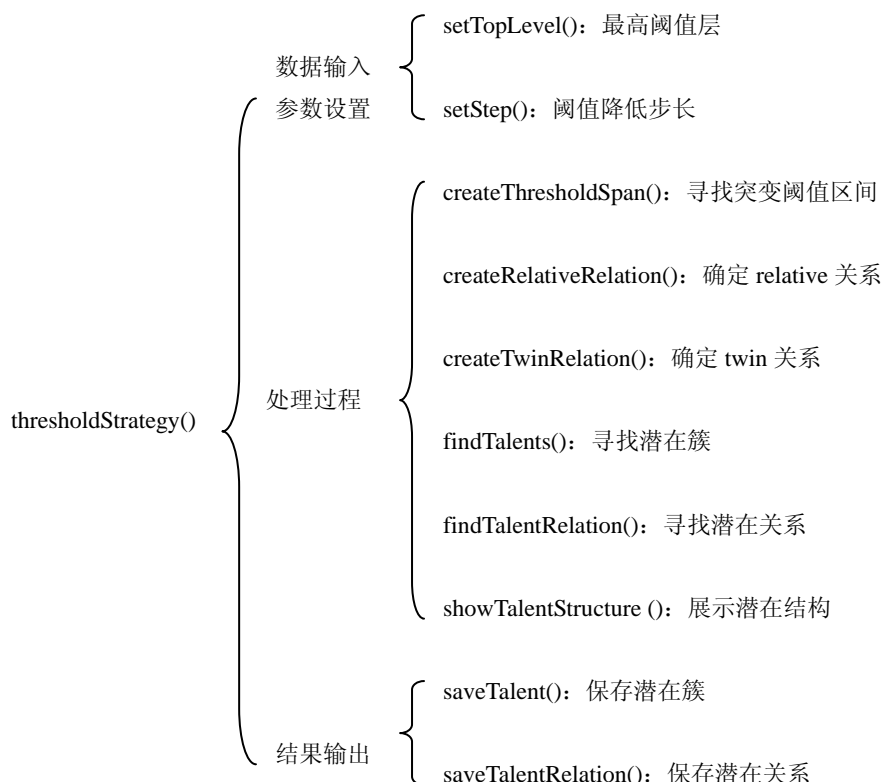 setTopLevel()：最高阈值层
数据输入
参数设置
setStep()：阈值降低步长
createThresholdSpan()：寻找突变阈值区间
createRelativeRelation()：确定 relative 关系
createTwinRelation()：确定 twin 关系
处理过程
thresholdStrategy()
findTalents()：寻找潜在簇
findTalentRelation()：寻找潜在关系
showTalentStructure ()：展示潜在结构
saveTalent()：保存潜在簇
结果输出
saveTalentRelation()：保存潜在关系